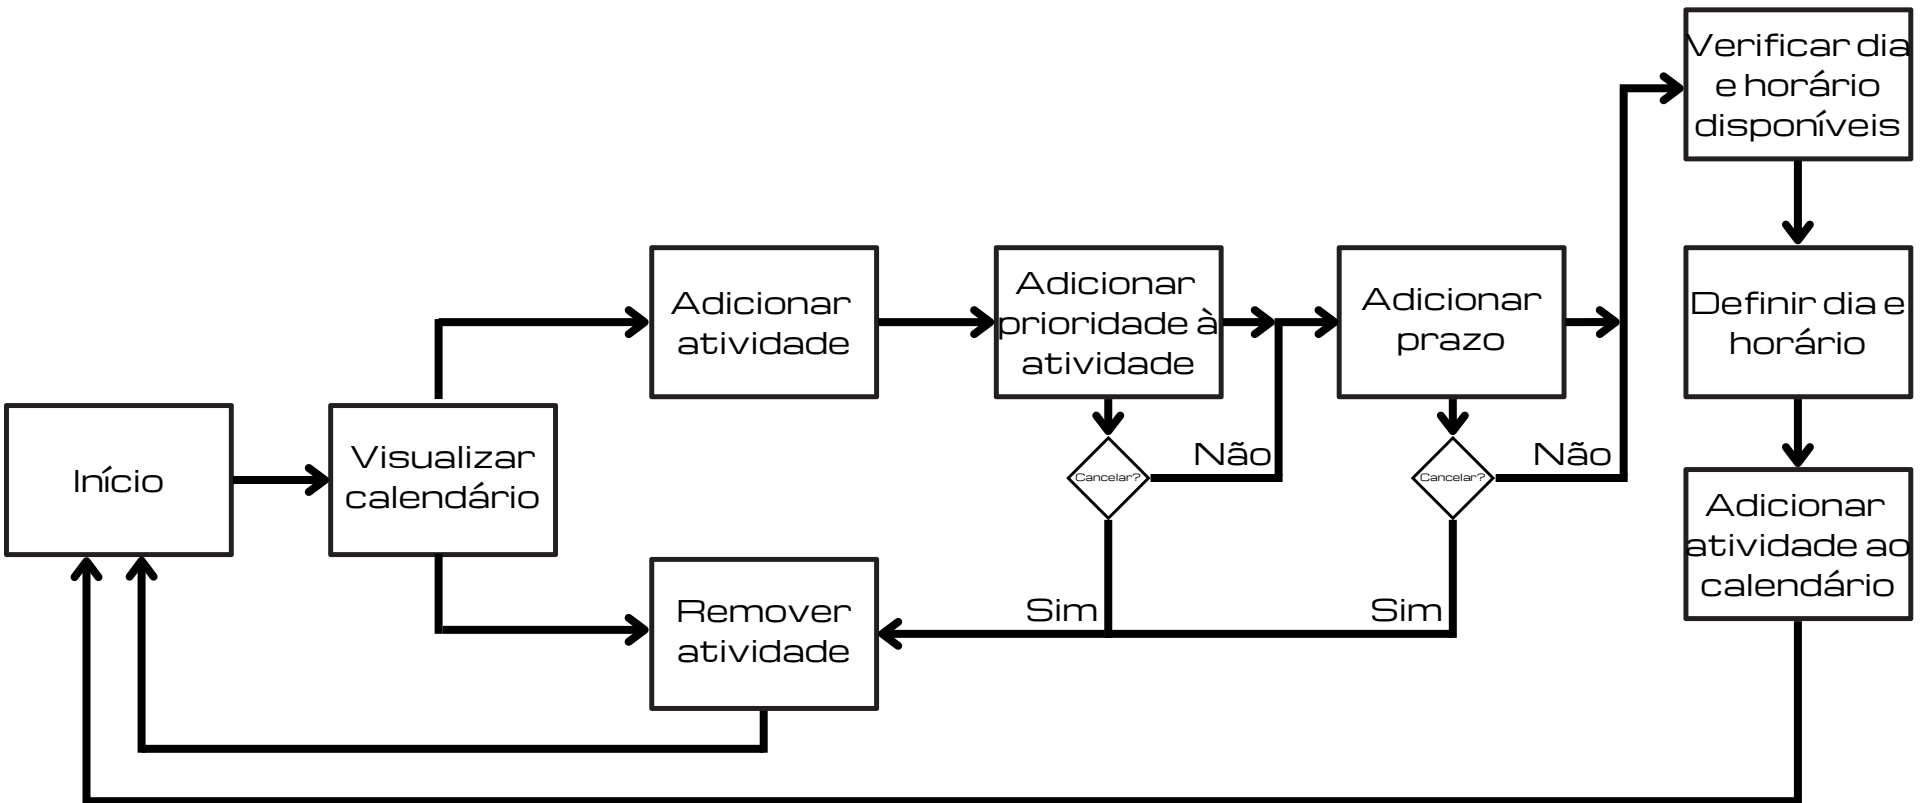 Início
Visualizar
calendário
Adicionar
atividade
Remover
atividade
Adicionar
prioridade à
atividade
Cancelar?
Não
Sim
Adicionar
prazo
Cancelar?
Não
Sim
Verificar dia
e horário
disponíveis
Definir dia e
horário
Adicionar
atividade ao
calendário